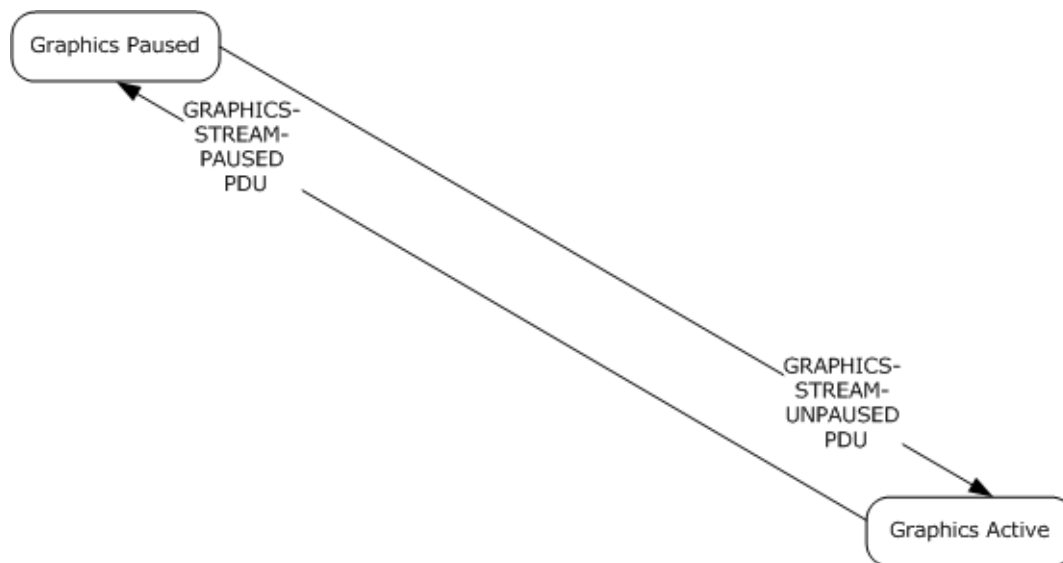 Graphics Paused
GRAPHICS-
STREAM-
PAUSED
PDU
GRAPHICS-
STREAM-
UNPAUSED
PDU
Graphics Active